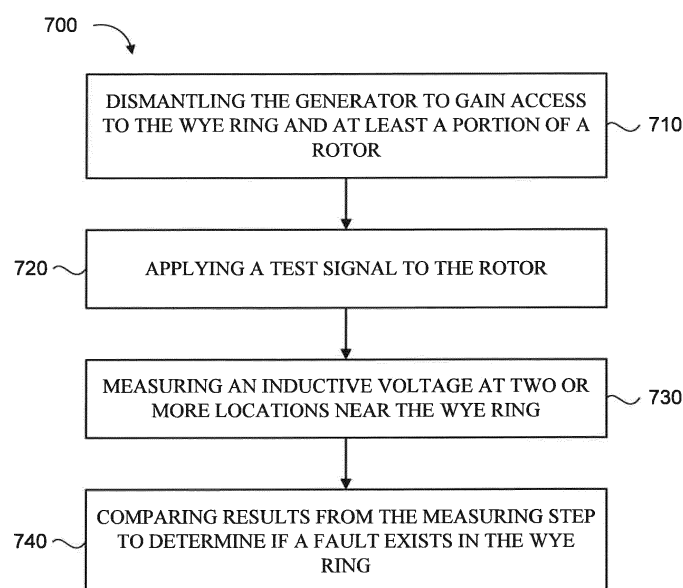 700
DISMANTLING THE GENERATOR TO GAIN ACCESS
TO THE WYE RING AND AT LEAST A PORTION OF A
ROTOR
710
720
APPLYING A TEST SIGNAL TO THE ROTOR
MEASURING AN INDUCTIVE VOLTAGE AT TWO OR
MORE LOCATIONS NEAR THE WYE RING
730
740
COMPARING RESULTS FROM THE MEASURING STEP
TO DETERMINE IF A FAULT EXISTS IN THE WYE
RING